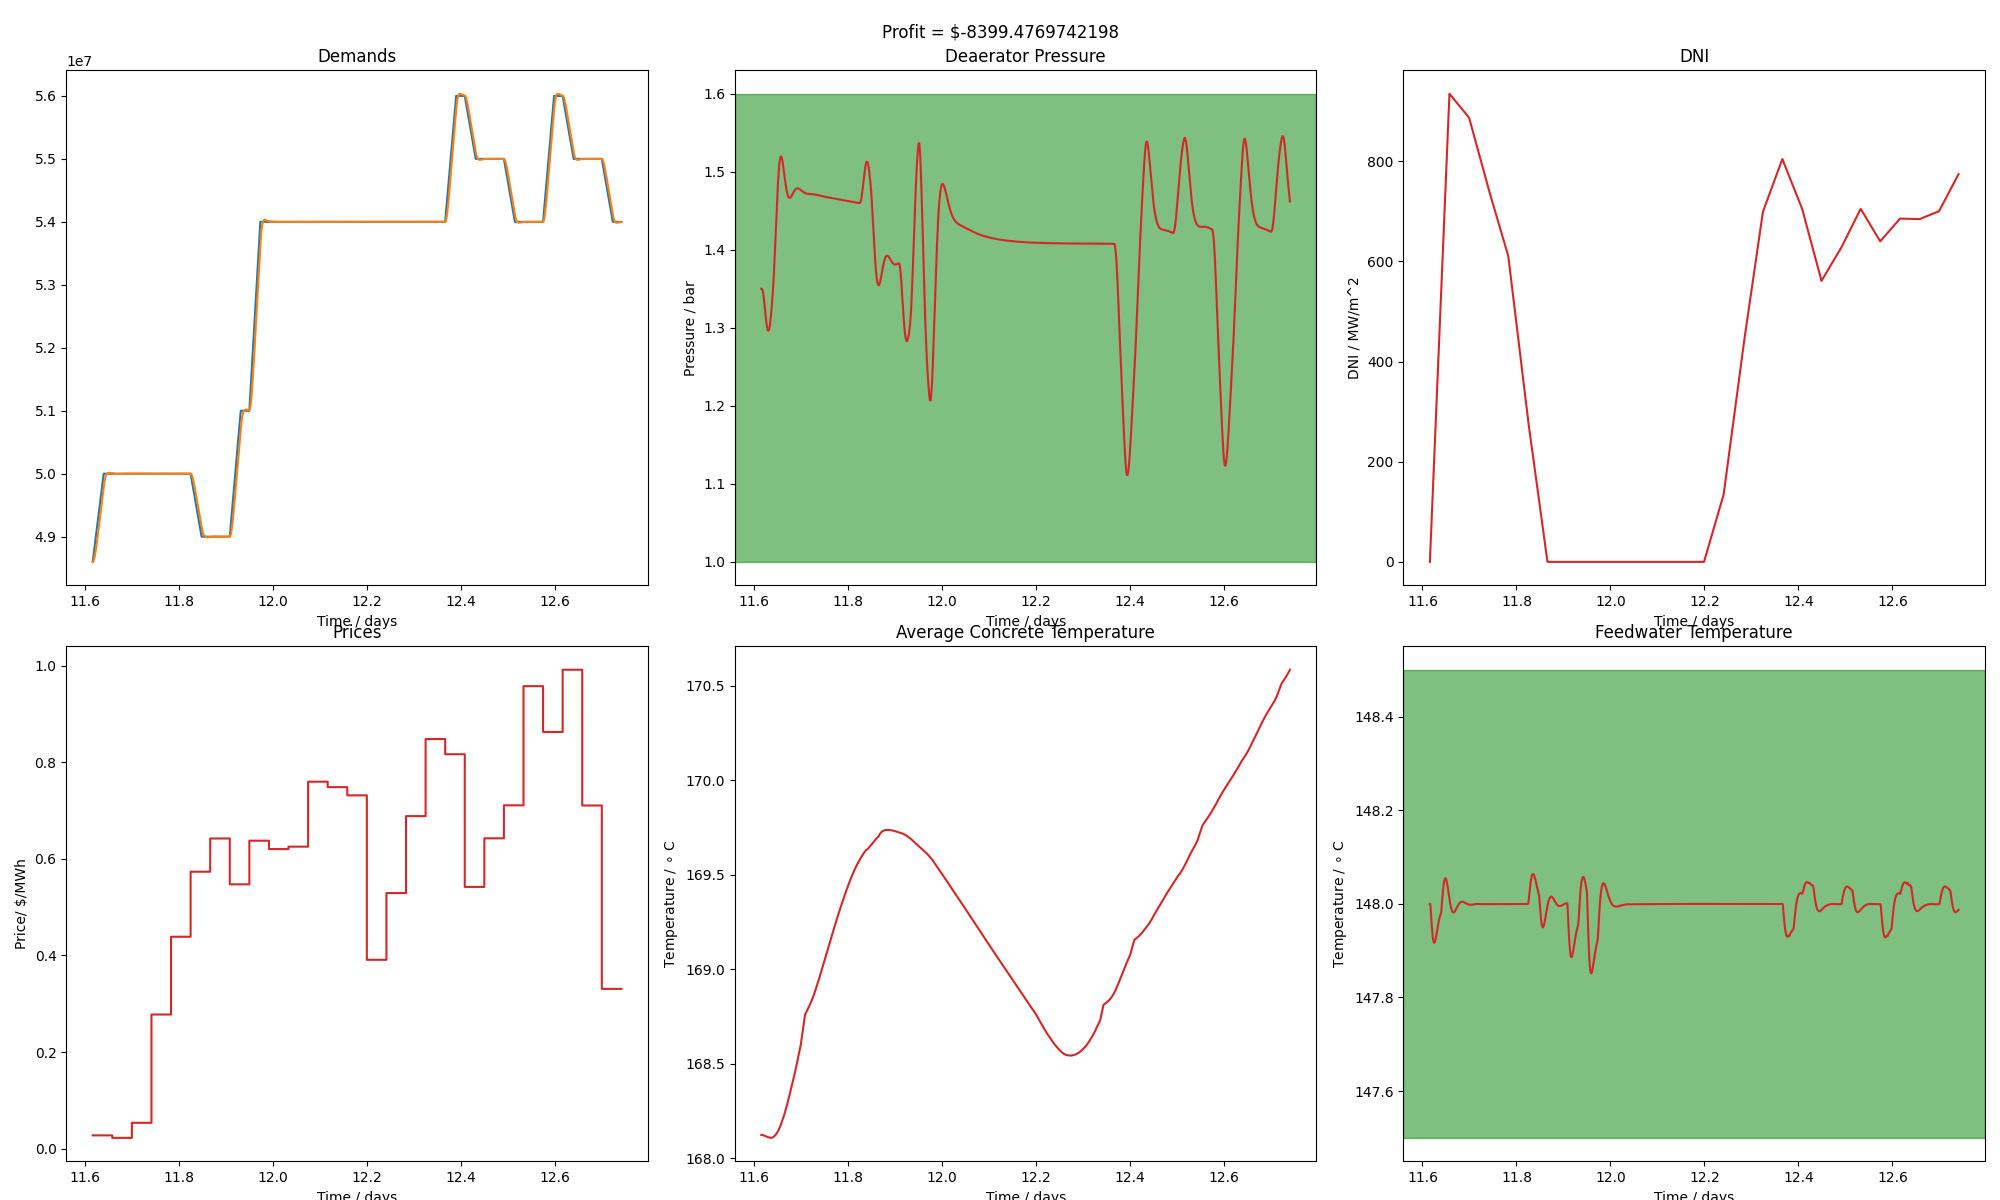 Profit = $-8399.4769742198
Demands
1e7
5.6
5.5
5.4
5.3
5.2
5.1
5.0
4.9
11.6 11.8 12.0 12.2 12.4 12.6
Time / days
Deaerator Pressure
Pressure / bar
1.6
1.5
1.4
1.3
1.2
1.1
1.0
11.6 11.8 12.0 12.2 12.4 12.6
Time / days
DNI
DNI / MW/m^2
800
600
400
200
0
11.6 11.8 12.0 12.2 12.4 12.6
Time / days
Prices
Price/ $/MWh
1.0
0.8
0.6
0.4
0.2
0.0
11.6 11.8 12.0 12.2 12.4 12.6
Time / days
Average Concrete Temperature
Temperature / ∘ C
170.5
170.0
169.5
169.0
168.5
168.0
11.6 11.8 12.0 12.2 12.4 12.6
Time / days
Feedwater Temperature
Temperature / ∘ C
148.4
148.2
148.0
147.8
147.6
11.6 11.8 12.0 12.2 12.4 12.6
Time / days